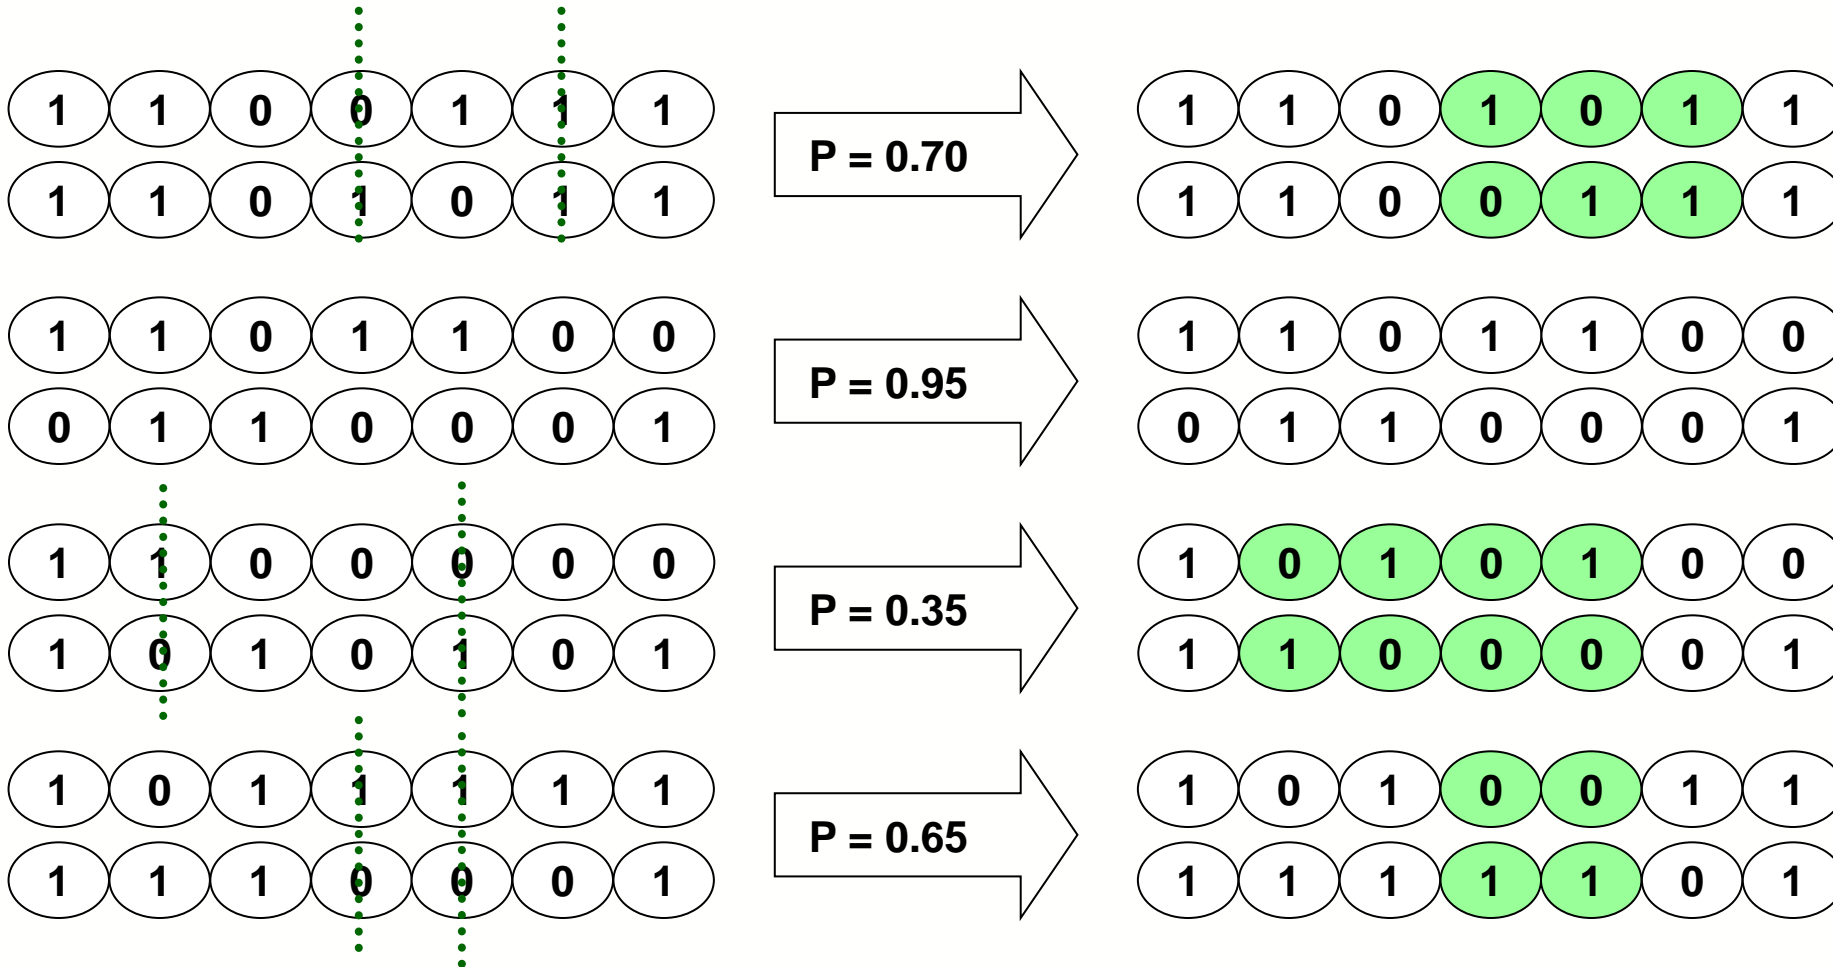 1 1 0 0 1 1 1
1 1 0 1 0 1 1
P = 0.70
1 1 0 1 0 1 1
1 1 0 0 1 1 1
1 1 0 1 1 0 0
0 1 1 0 0 0 1
P = 0.95
1 1 0 1 1 0 0
0 1 1 0 0 0 1
1 1 0 0 0 0 0
1 0 1 0 1 0 1
P = 0.35
1 0 1 0 1 0 0
1 1 0 0 0 0 1
1 0 1 1 1 1 1
1 1 1 0 0 0 1
P = 0.65
1 0 1 0 0 1 1
1 1 1 1 1 0 1